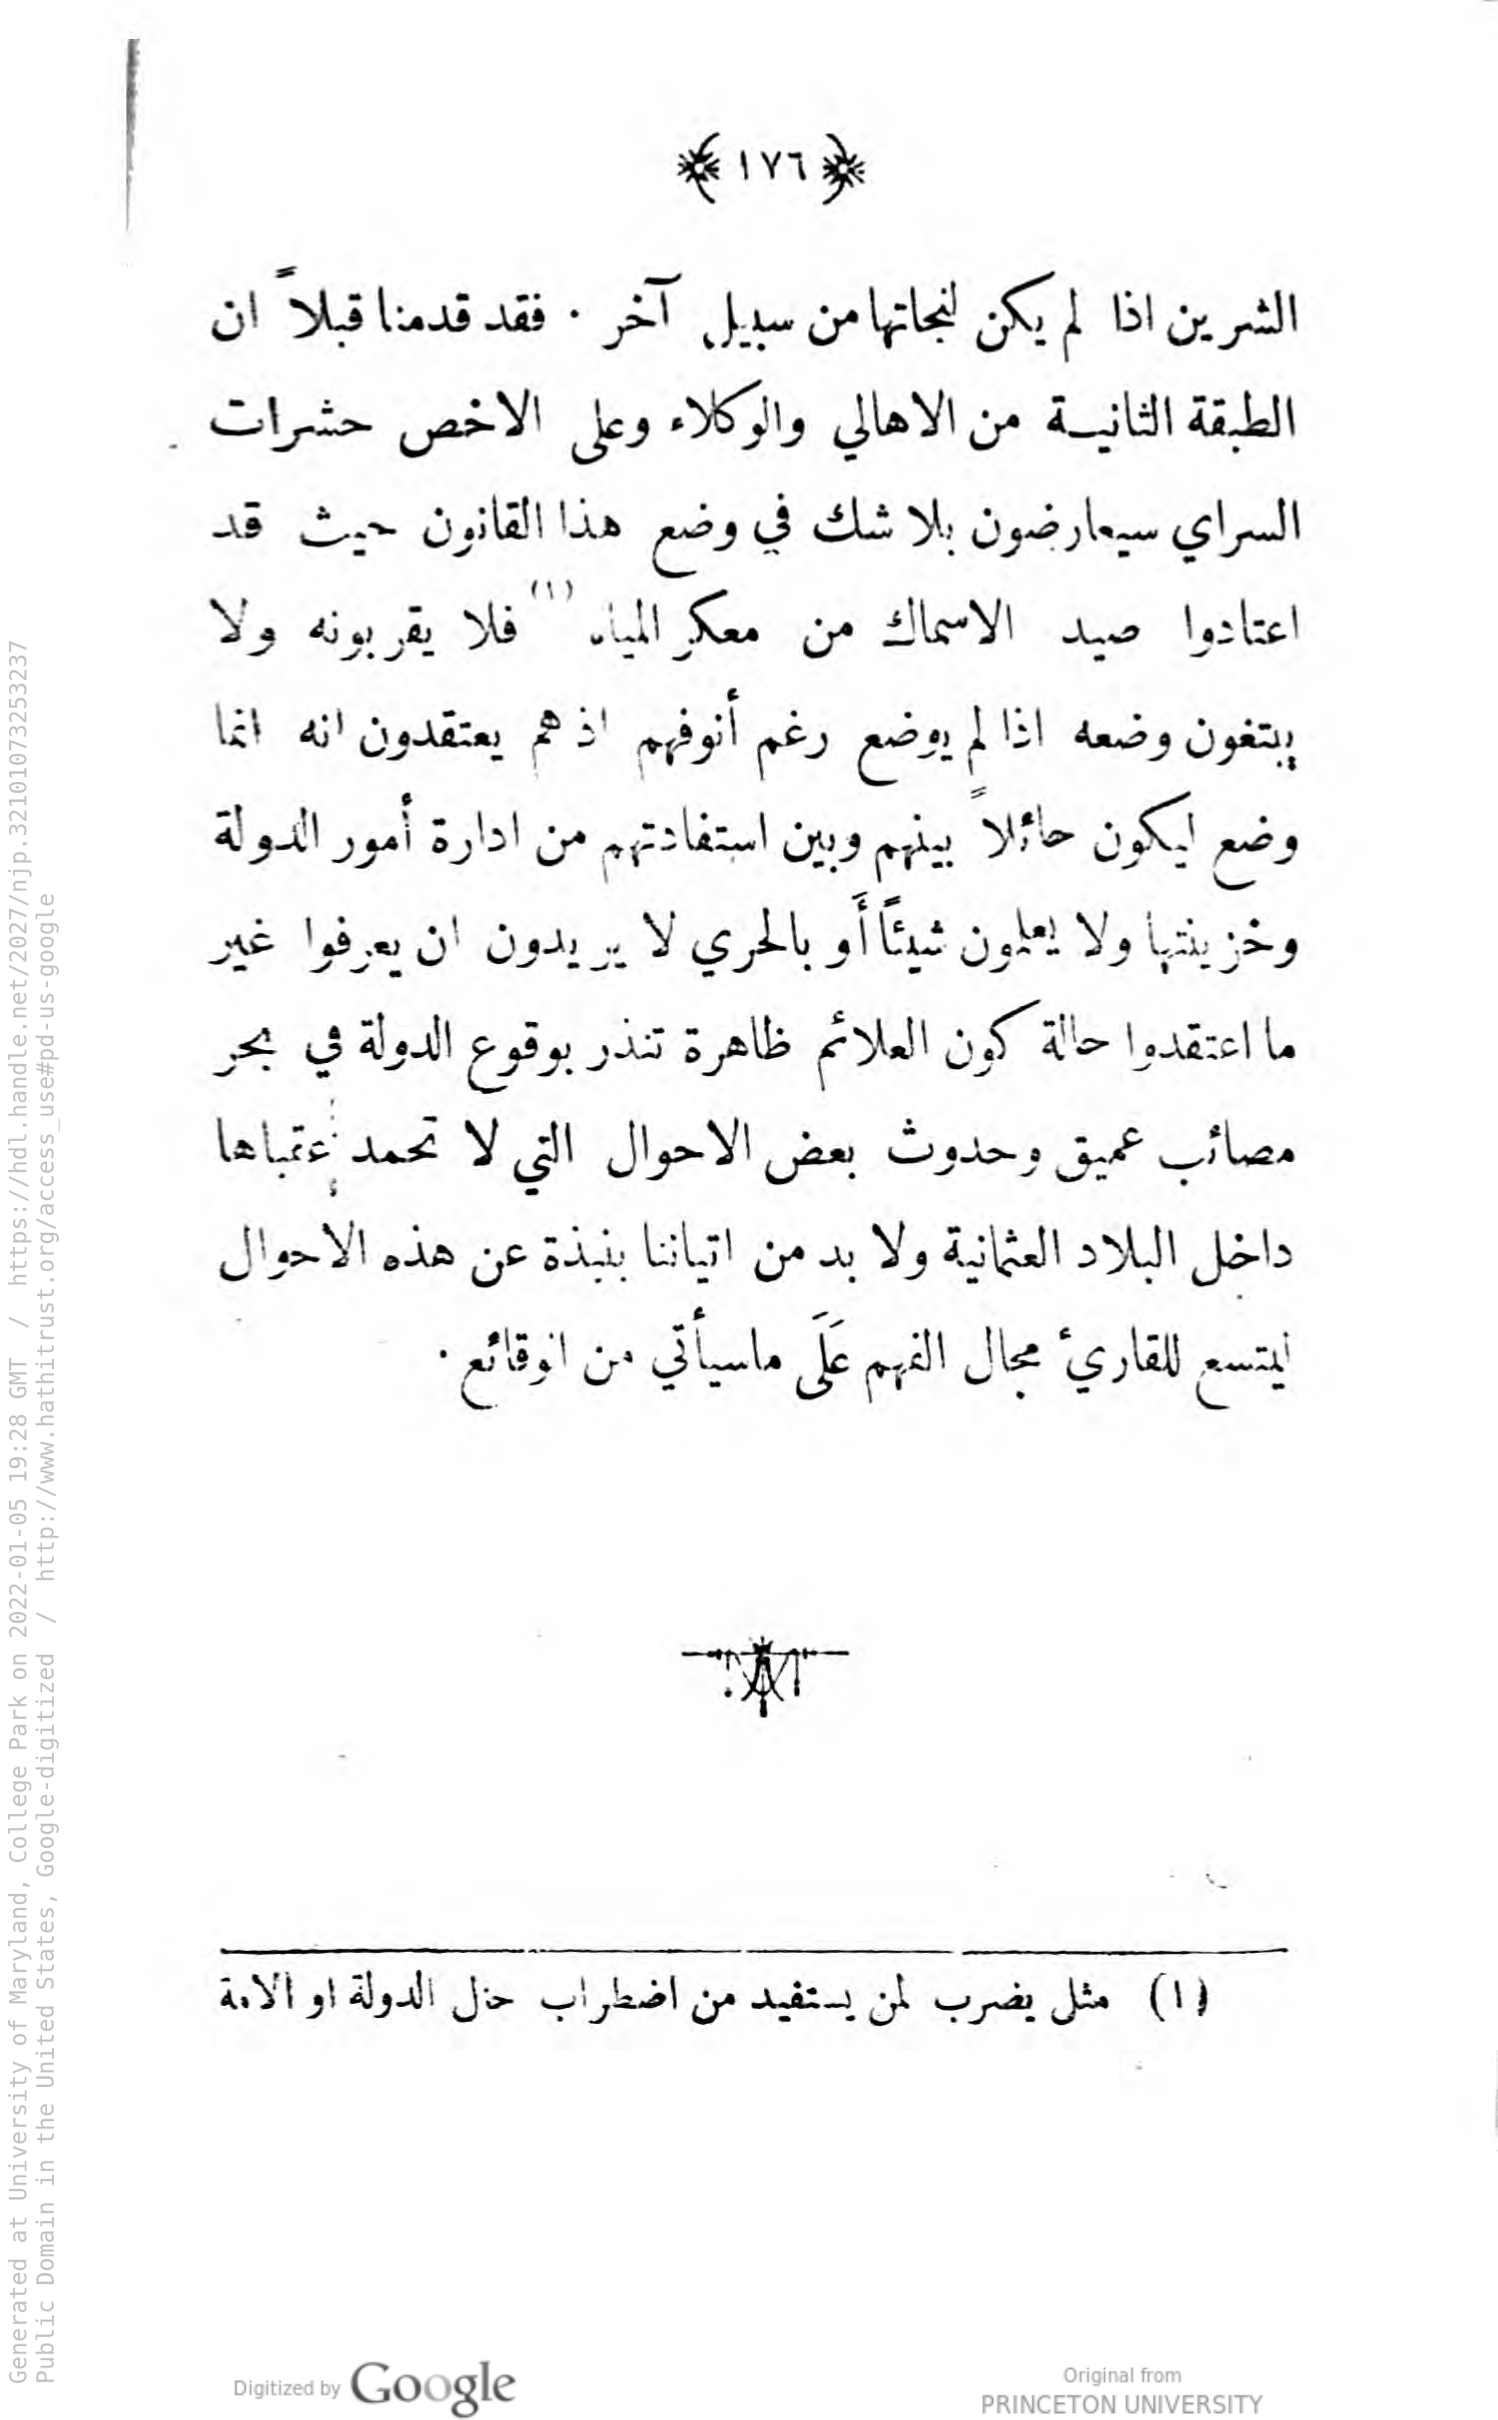 ﴿ ١٧٦ ﴾
الشرين اذا لم يكن لنجاتها من سبيل آخر . فقد قدمنا قبلاً ان
الطبقة الثانية من الاهالي والوكلاء وعلى الاخص حشرات
السراي سيعارضون بلا شك في وضع هذا القانون حيث قد
اعتادوا صيد الاسماك من معكر المياه (١) فلا يقربونه ولا
يبتغون وضعه اذا لم يوضع رغم أنوفهم اذ هم يعتقدون انه انما
وضع ليكون حائلاً بينهم وبين استفادتهم من ادارة أمور الدولة
وخزينتها ولا يعلمون شيئًا أَو بالحري لا يريدون ان يعرفوا غير
ما اعتقدوا حالة كون العلائم ظاهرة تنذر بوقوع الدولة في بحر
مصائب عميق وحدوث بعض الاحوال التي لا تحمد عقباها
داخل البلاد العثمانية ولا بد من اتياننا بنبذة عن هذه الاحوال
ليتسع للقاريء مجال الفهم عَلَى ماسيأتي من الوقائع .
(١) مثل يضرب لمن يستفيد من اضطراب حال الدولة او الامة
Digitized by Google
Original from
PRINCETON UNIVERSITY
Generated at University of Maryland, College Park on 2022-01-05 19:28 GMT / https://hdl.handle.net/2027/njp.32101073253237
Public Domain in the United States, Google-digitized / http://www.hathitrust.org/access_use#pd-us-google